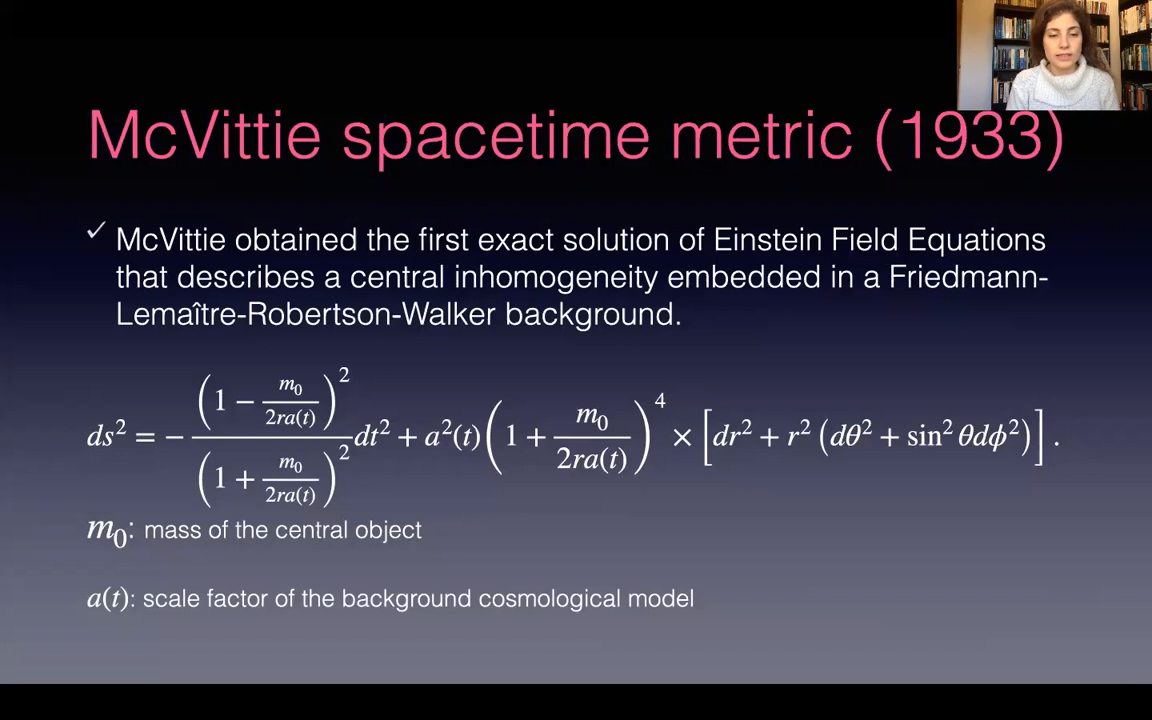 McVittie spacetime metric (1933)
✓ McVittie obtained the first exact solution of Einstein Field Equations
that describes a central inhomogeneity embedded in a Friedmann-
Lemaître-Robertson-Walker background.
ds² = − (1 − m₀/2ra(t))² / (1 + m₀/2ra(t))² dt² + a²(t) (1 + m₀/2ra(t))⁴ × [dr² + r² (dθ² + sin² θdϕ²)] .
m₀: mass of the central object
a(t): scale factor of the background cosmological model